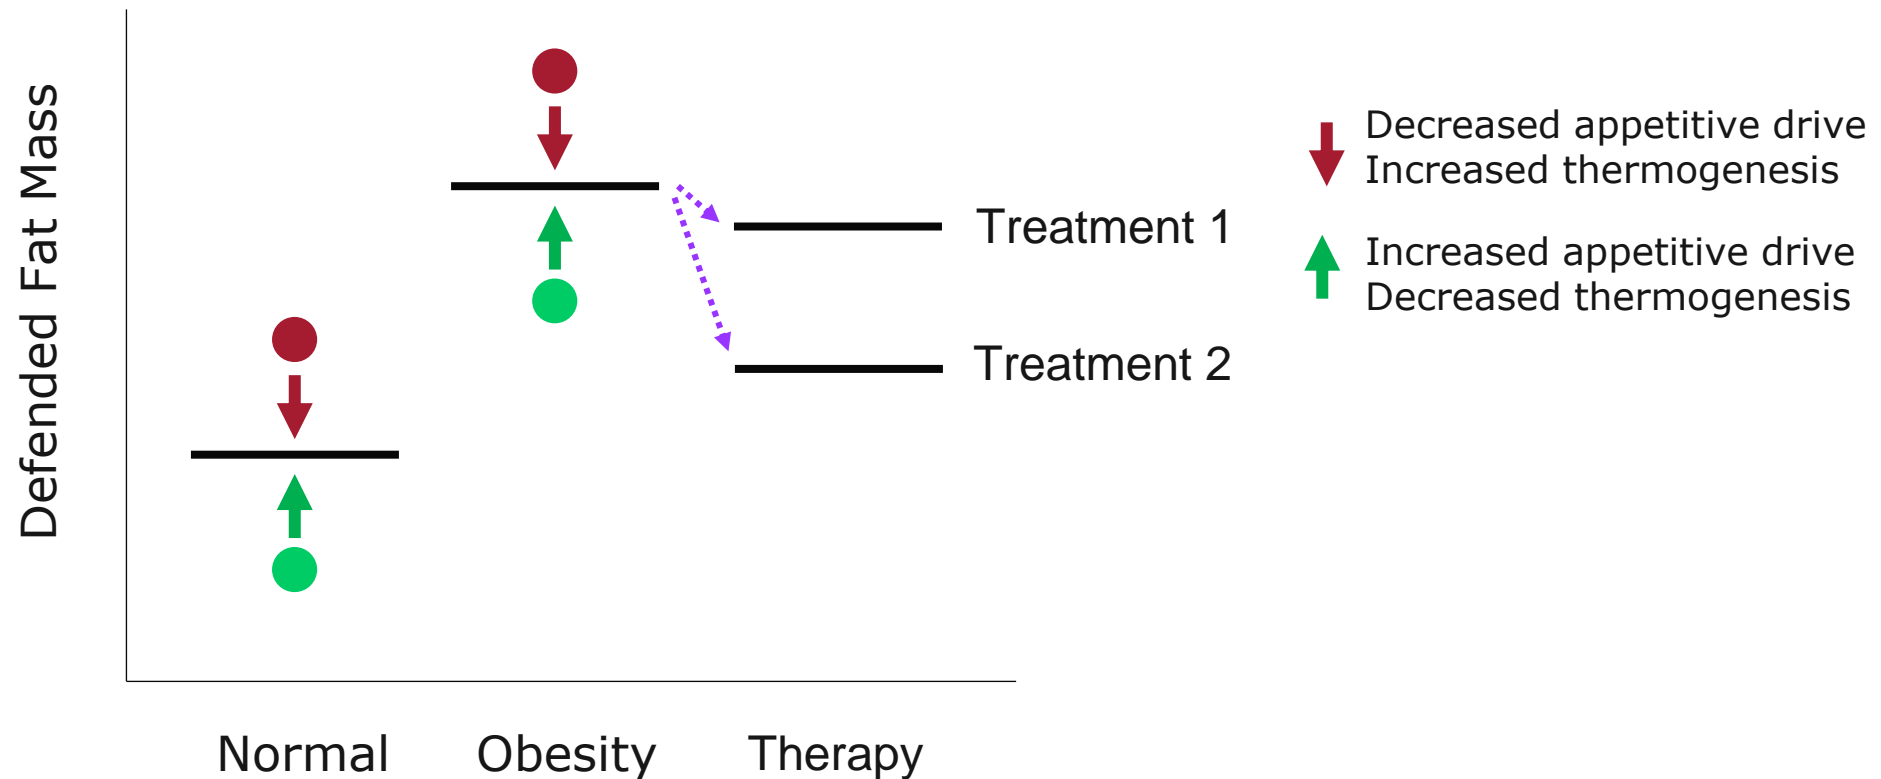 Defended Fat Mass
Decreased appetitive drive
Increased thermogenesis
Treatment 1
Increased appetitive drive
Decreased thermogenesis
Treatment 2
Normal
Obesity
Therapy